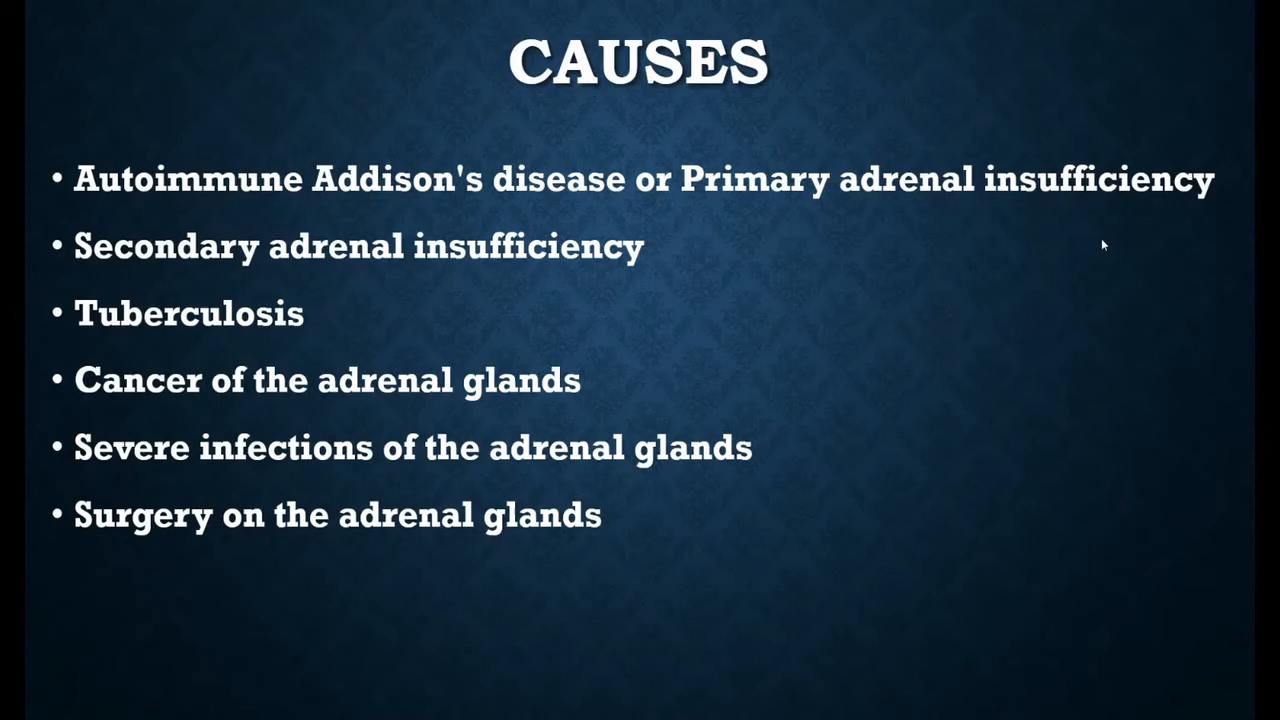 CAUSES
• Autoimmune Addison's disease or Primary adrenal insufficiency
• Secondary adrenal insufficiency
• Tuberculosis
• Cancer of the adrenal glands
• Severe infections of the adrenal glands
• Surgery on the adrenal glands